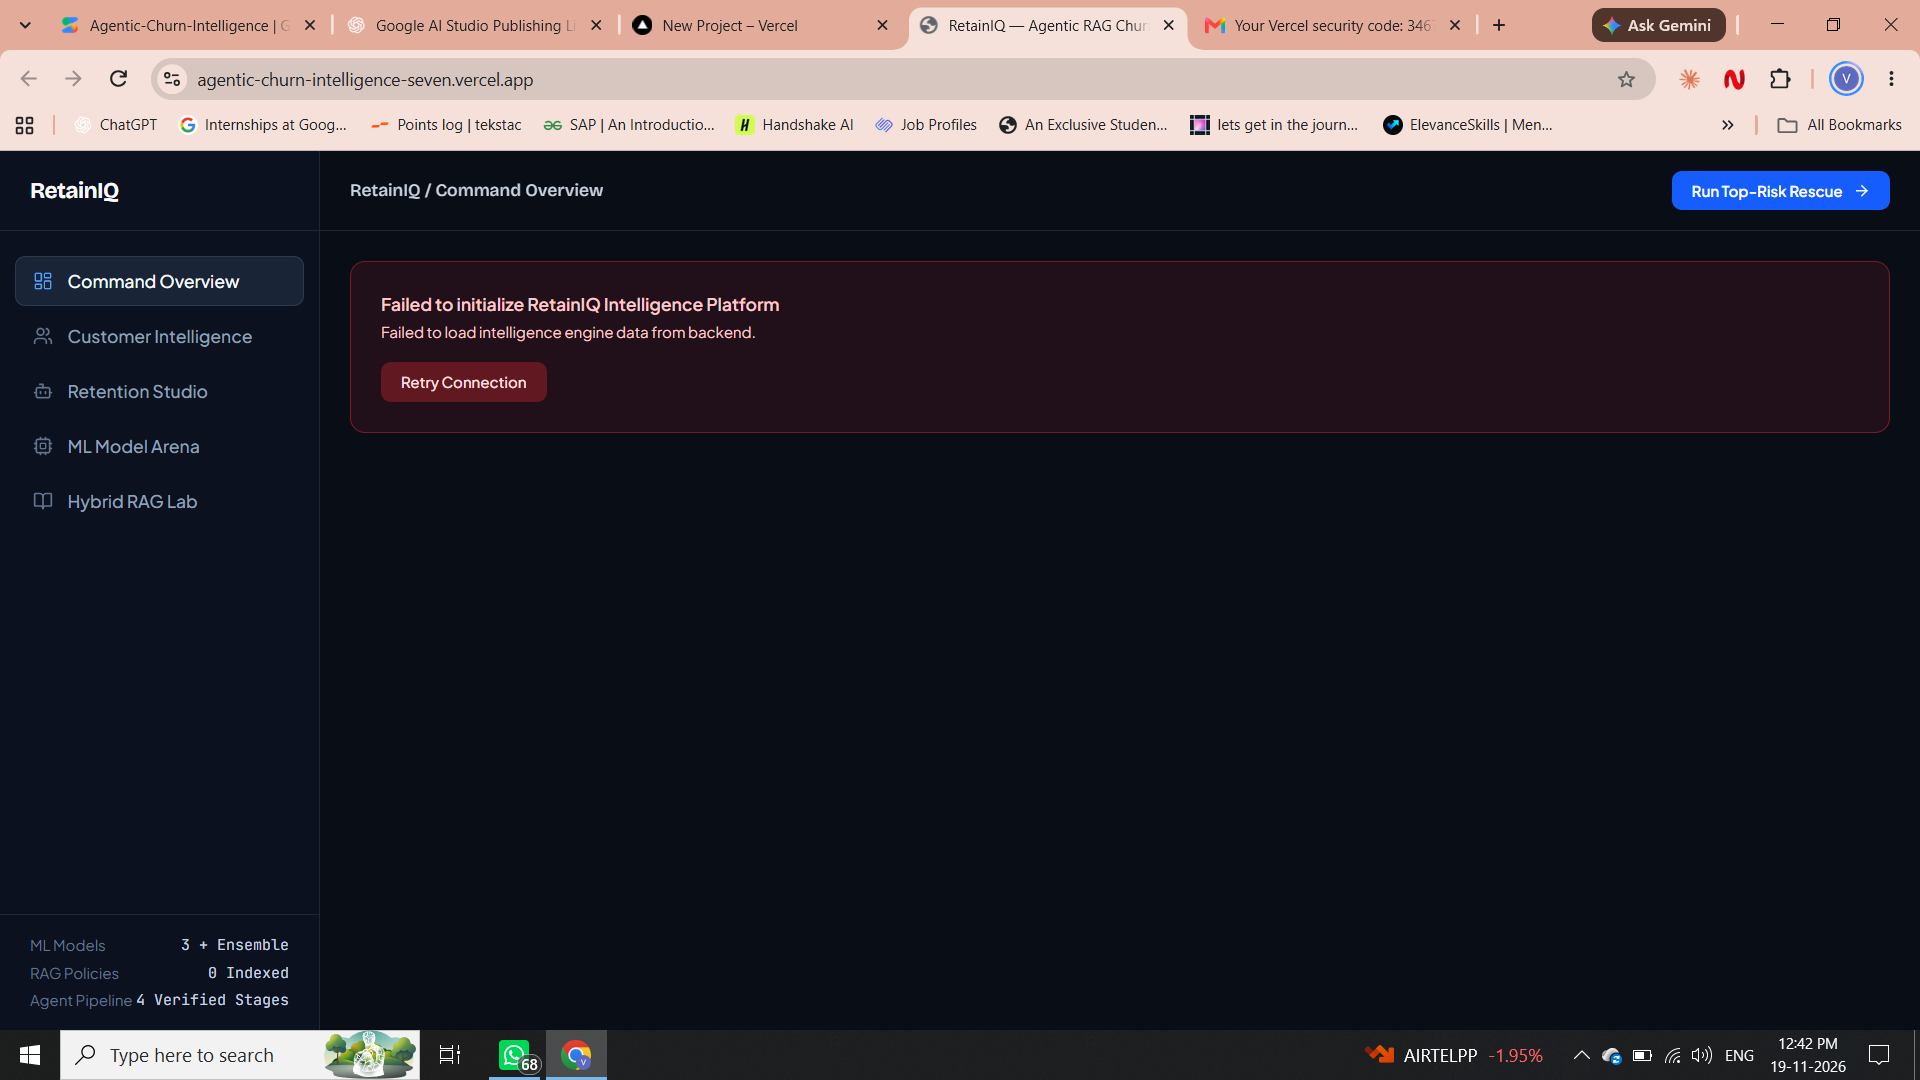 Agentic-Churn-Intelligence | G
Google AI Studio Publishing Li
New Project – Vercel
RetainIQ — Agentic RAG Chur
Your Vercel security code: 346
Ask Gemini
agentic-churn-intelligence-seven.vercel.app
V
ChatGPT
Internships at Goog...
Points log | tekstac
SAP | An Introductio...
Handshake AI
Job Profiles
An Exclusive Studen...
lets get in the journ...
ElevanceSkills | Men...
All Bookmarks
RetainIQ
RetainIQ / Command Overview
Run Top-Risk Rescue
Command Overview
Customer Intelligence
Retention Studio
ML Model Arena
Hybrid RAG Lab
Failed to initialize RetainIQ Intelligence Platform
Failed to load intelligence engine data from backend.
Retry Connection
ML Models 3 + Ensemble
RAG Policies 0 Indexed
Agent Pipeline 4 Verified Stages
Type here to search
68
AIRTELPP -1.95%
ENG
12:42 PM
19-11-2026